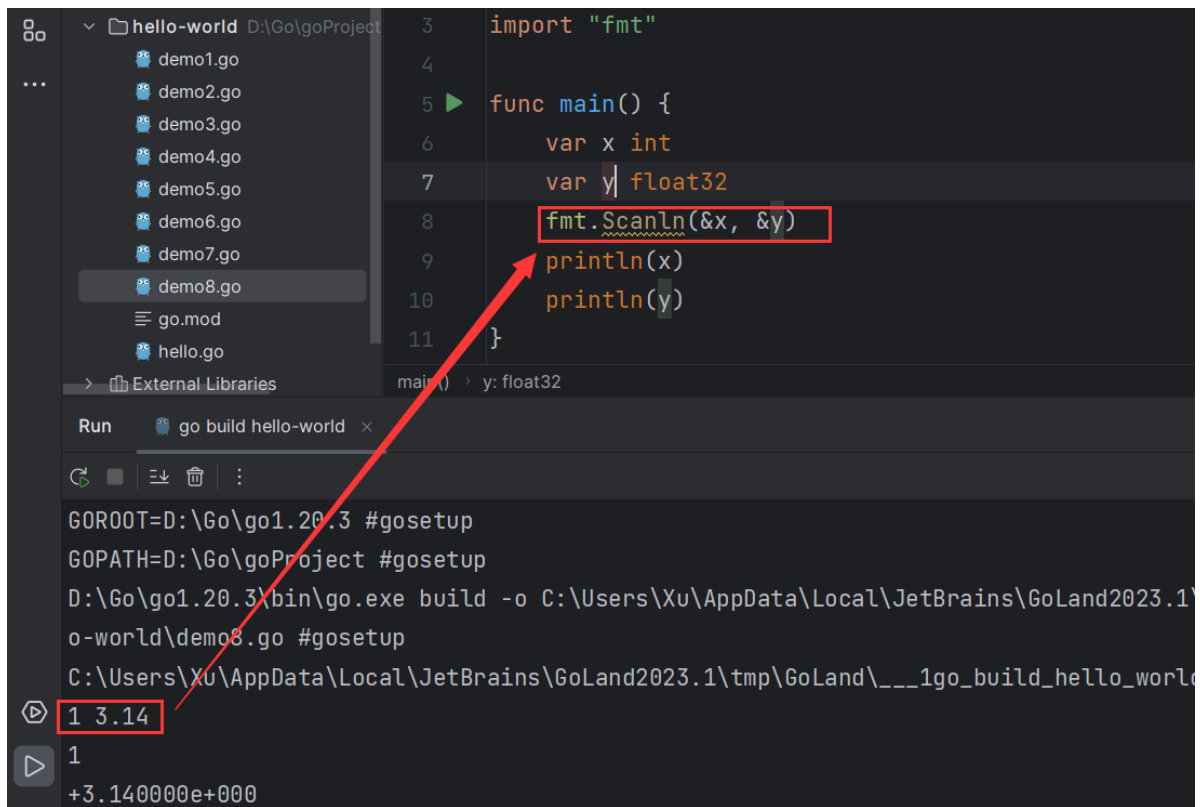 hello-world D:\Go\goProject
demo1.go
demo2.go
demo3.go
demo4.go
demo5.go
demo6.go
demo7.go
demo8.go
go.mod
hello.go
External Libraries
3 import "fmt"
4
5 func main() {
6 var x int
7 var y float32
8 fmt.Scanln(&x, &y)
9 println(x)
10 println(y)
11 }
main() › y: float32
Run go build hello-world ×
GOROOT=D:\Go\go1.20.3 #gosetup
GOPATH=D:\Go\goProject #gosetup
D:\Go\go1.20.3\bin\go.exe build -o C:\Users\Xu\AppData\Local\JetBrains\GoLand2023.1\
o-world\demo8.go #gosetup
C:\Users\Xu\AppData\Local\JetBrains\GoLand2023.1\tmp\GoLand\___1go_build_hello_world
1 3.14
1
+3.140000e+000